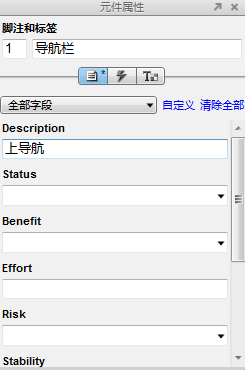 元件属性
脚注和标签
1 导航栏
全部字段 自定义 清除全部
Description
上导航
Status
Benefit
Effort
Risk
Stability